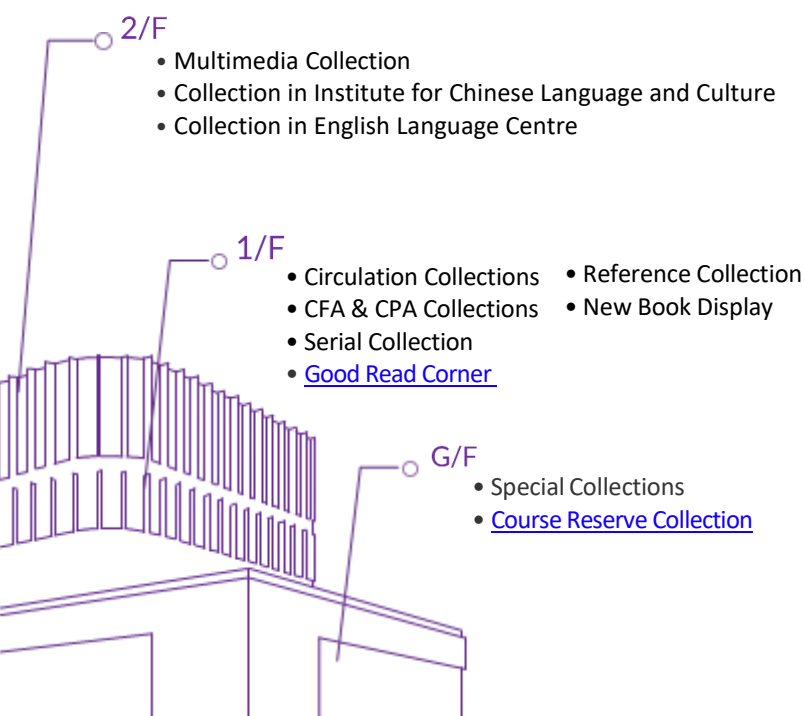 2/F
• Multimedia Collection
• Collection in Institute for Chinese Language and Culture
• Collection in English Language Centre
1/F
• Circulation Collections
• CFA & CPA Collections
• Serial Collection
• Good Read Corner
• Reference Collection
• New Book Display
G/F
• Special Collections
• Course Reserve Collection